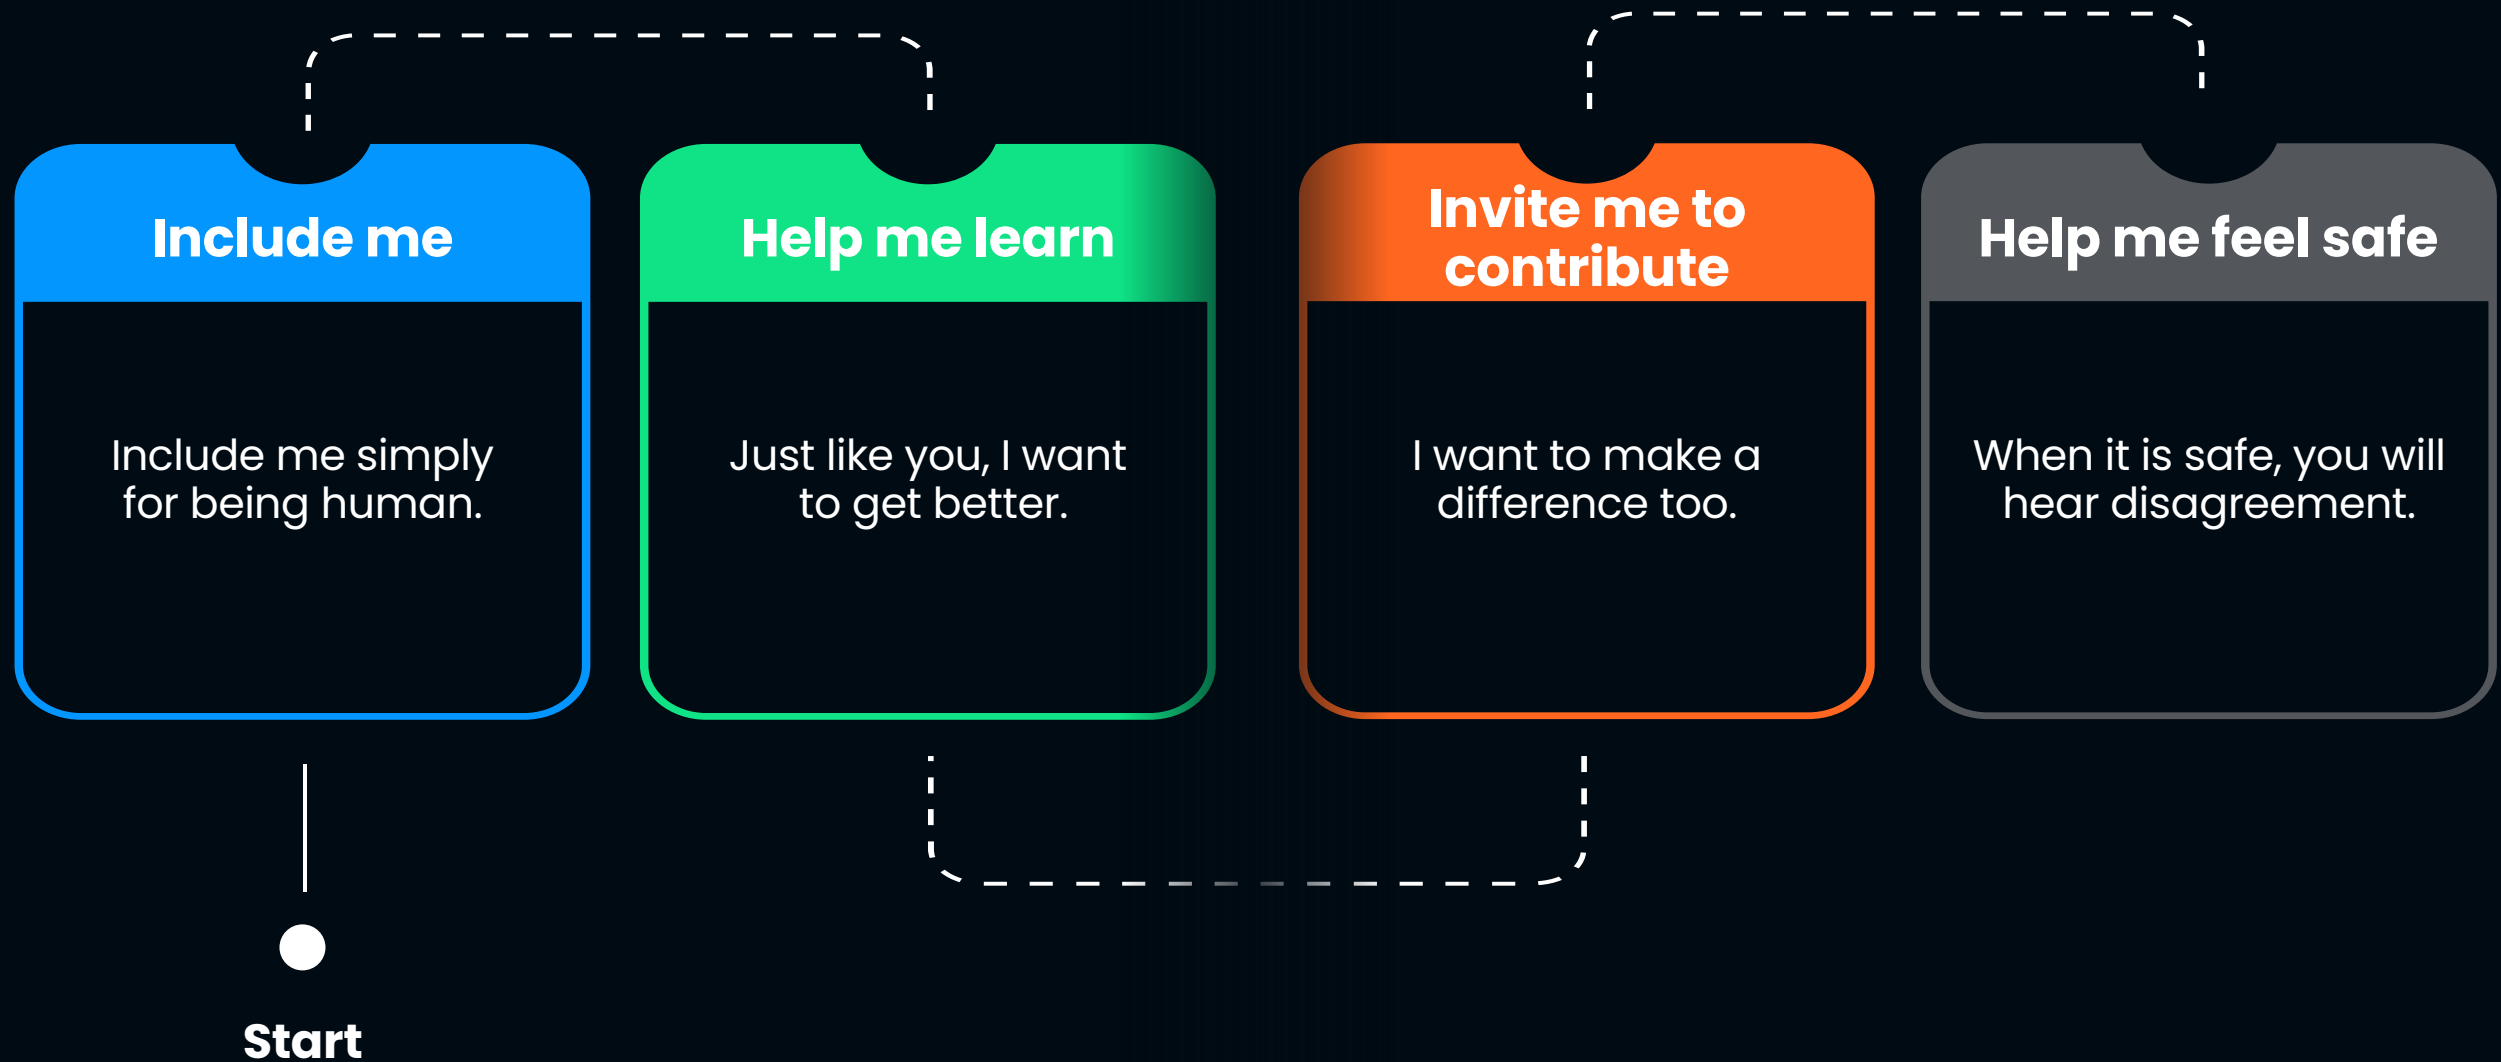 Include me
Include me simply
for being human.
Help me learn
Just like you, I want
to get better.
Invite me to
contribute
I want to make a
difference too.
Help me feel safe
When it is safe, you will
hear disagreement.
Start